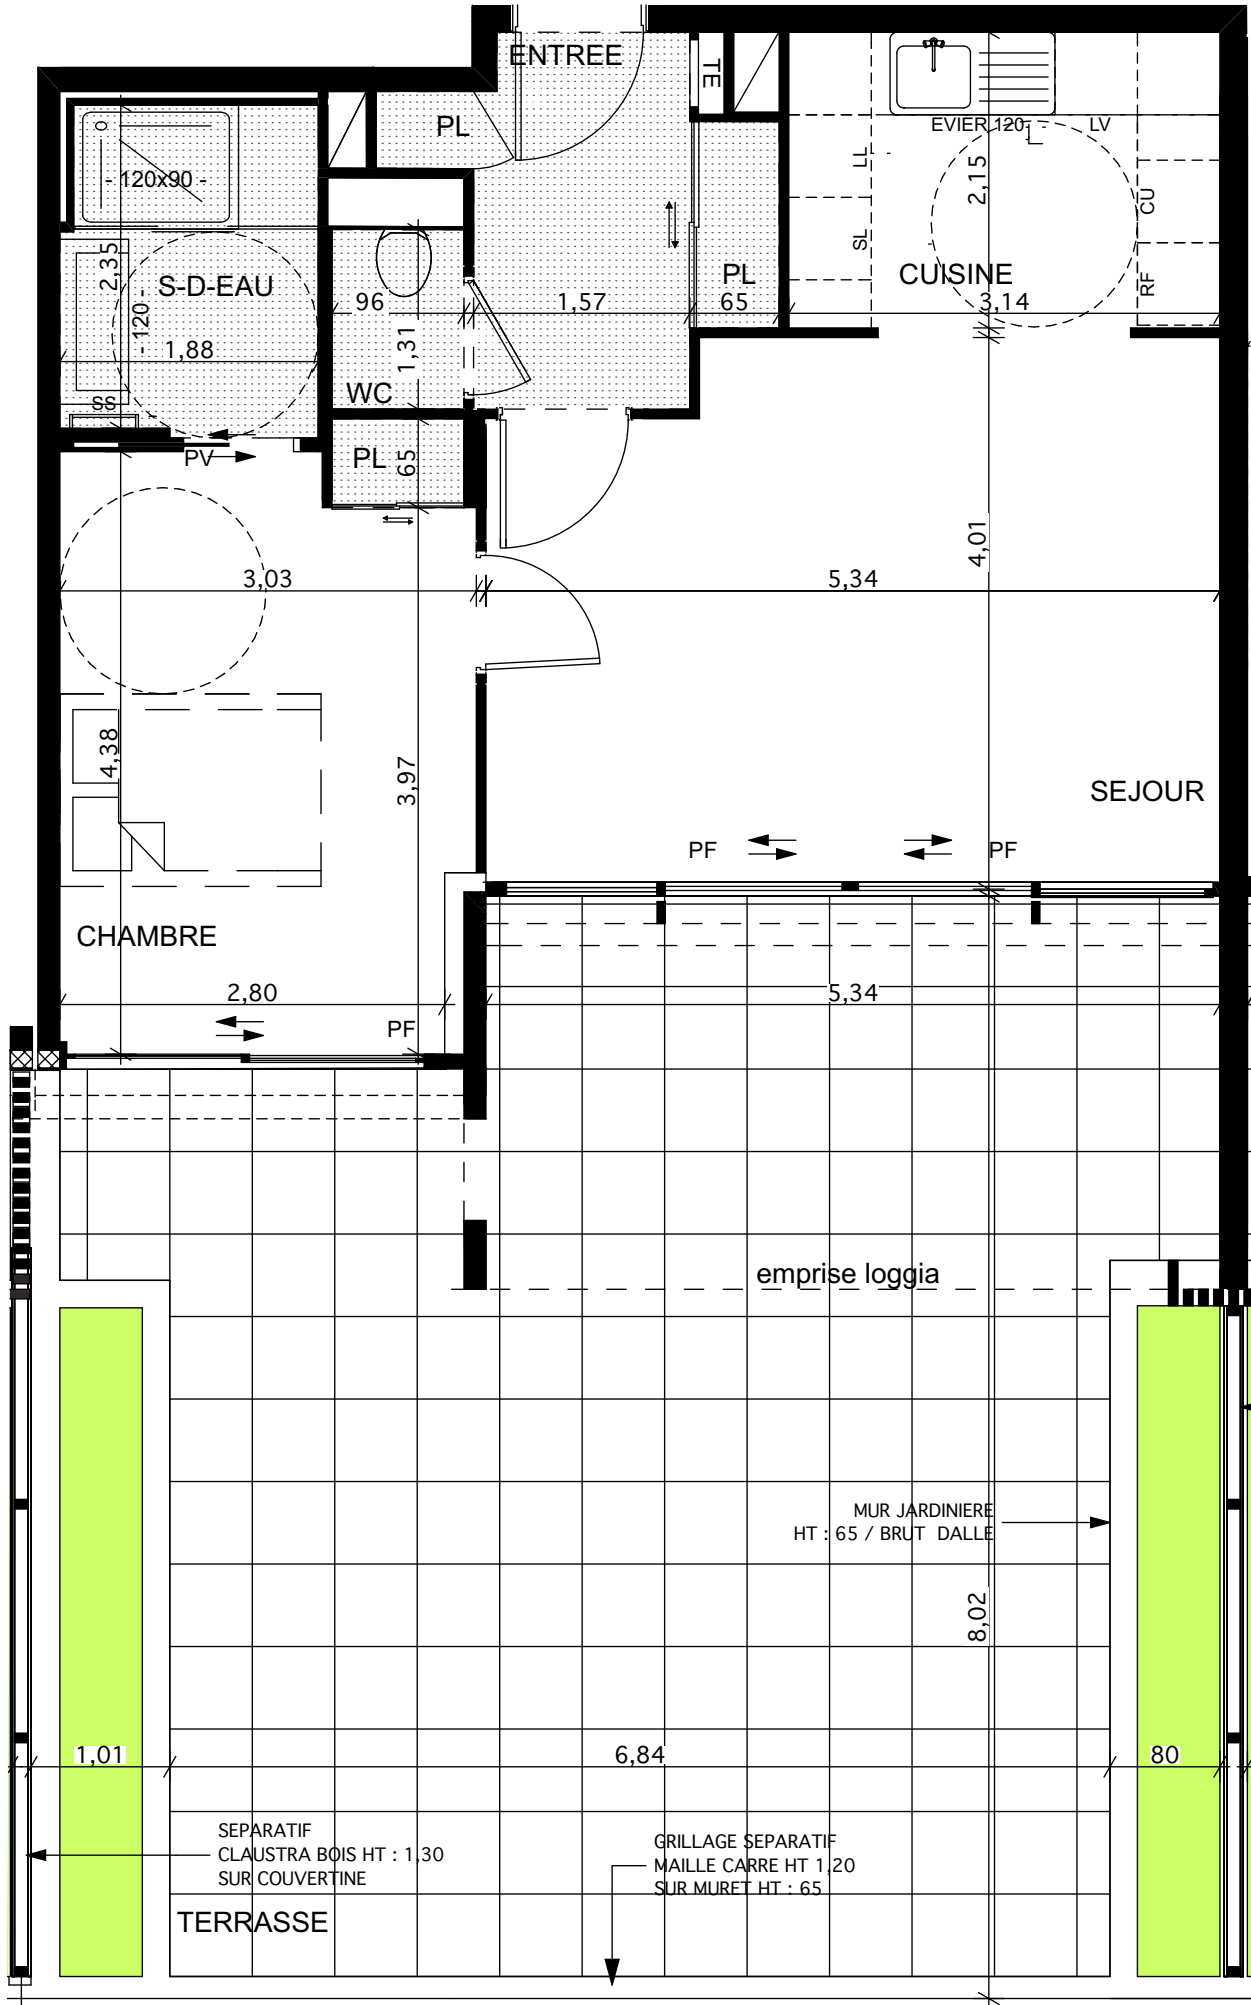 ENTREE
TE
PL
EVIER 120
LV
LL
2,15
- 120x90 -
CU
SL
2,35
S-D-EAU
PL
CUISINE
RF
96
1,57
65
3,14
- 120 -
1,31
1,88
WC
SS
PV
PL
65
4,01
3,03
5,34
4,38
3,97
SEJOUR
PF
PF
CHAMBRE
2,80
5,34
PF
emprise loggia
MUR JARDINIERE
HT : 65 / BRUT DALLE
8,02
1,01
6,84
80
SEPARATIF
CLAUSTRA BOIS HT : 1,30
SUR COUVERTINE
GRILLAGE SEPARATIF
MAILLE CARRE HT 1,20
SUR MURET HT : 65
TERRASSE